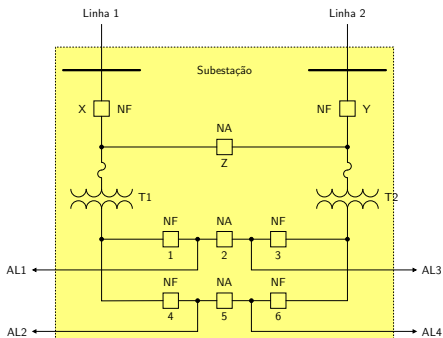 Linha 1 Linha 2
Subestação
X NF NF Y
NA
Z
T1 T2
NF NA NF
1 2 3
AL1 AL3
NF NA NF
4 5 6
AL2 AL4